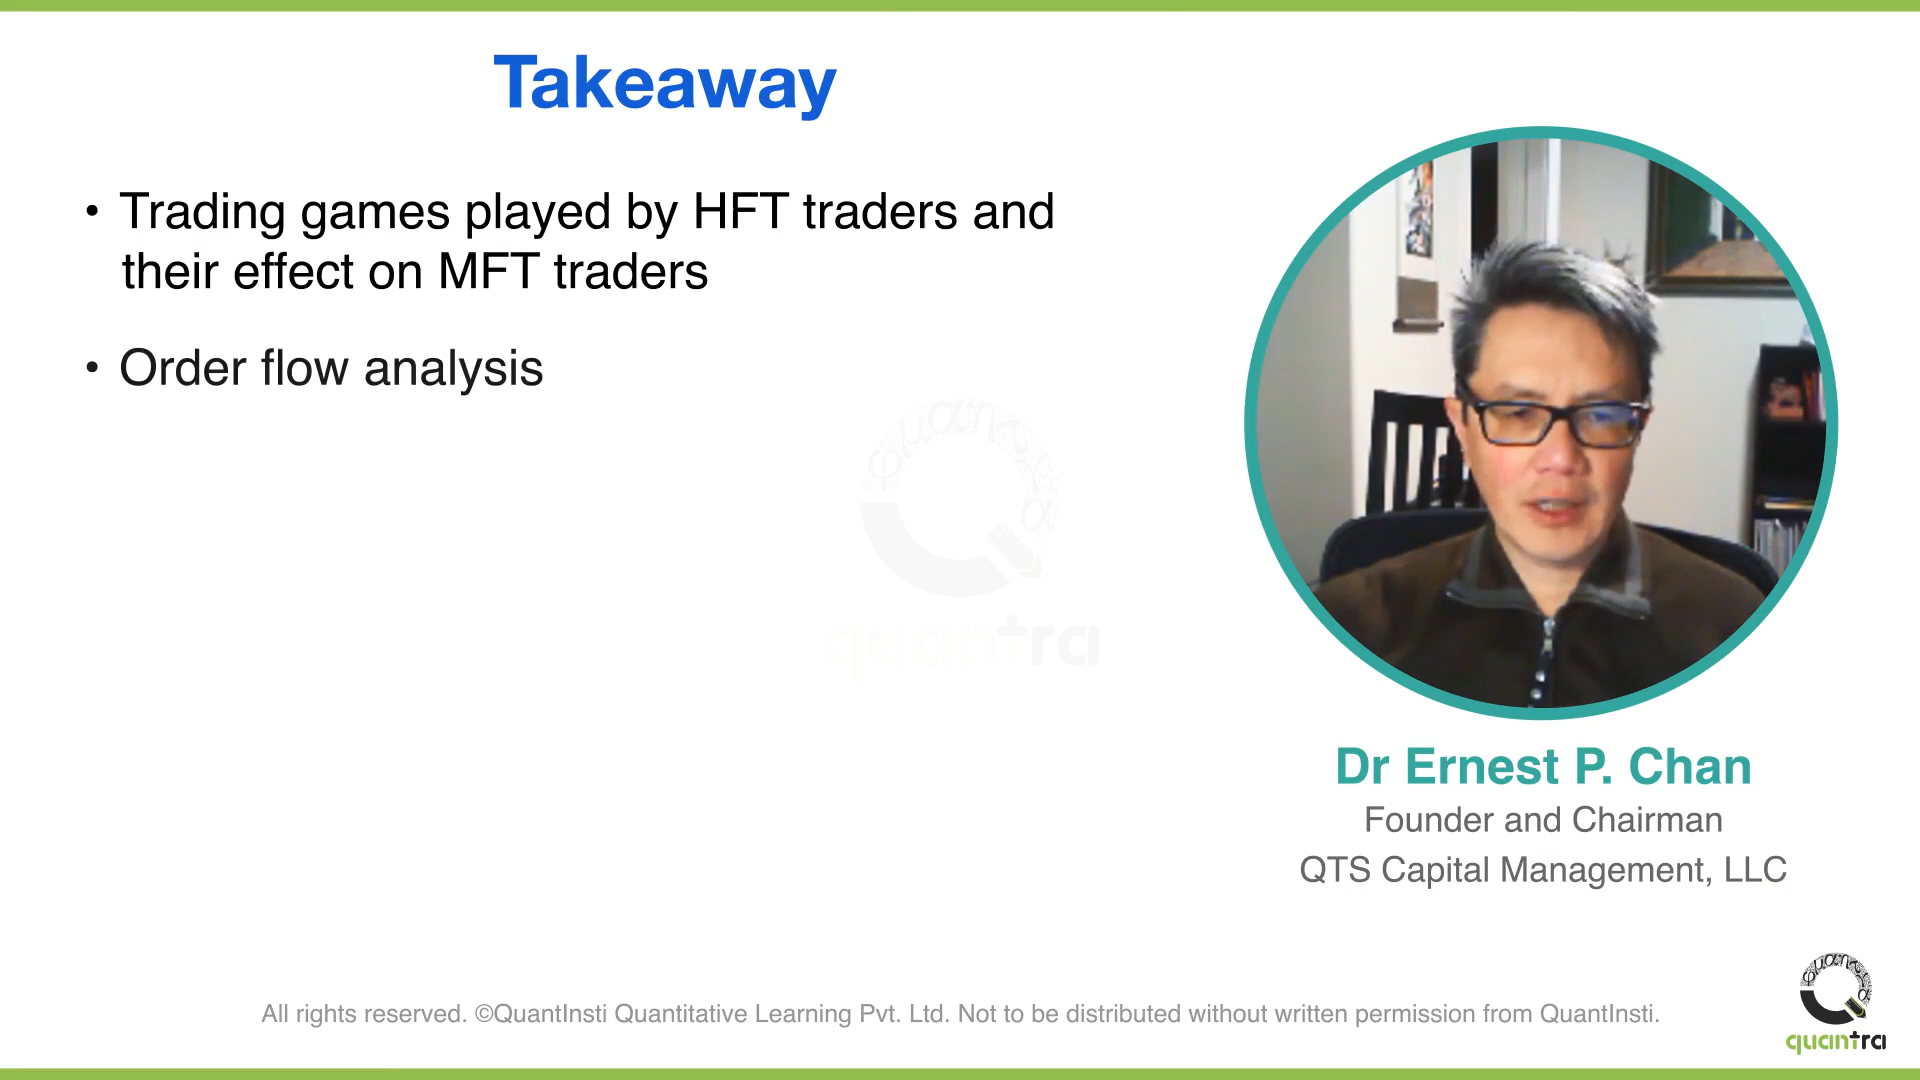 Takeaway
• Trading games played by HFT traders and
their effect on MFT traders
• Order flow analysis
quantra
Dr Ernest P. Chan
Founder and Chairman
QTS Capital Management, LLC
All rights reserved. ©QuantInsti Quantitative Learning Pvt. Ltd. Not to be distributed without written permission from QuantInsti.
quantra